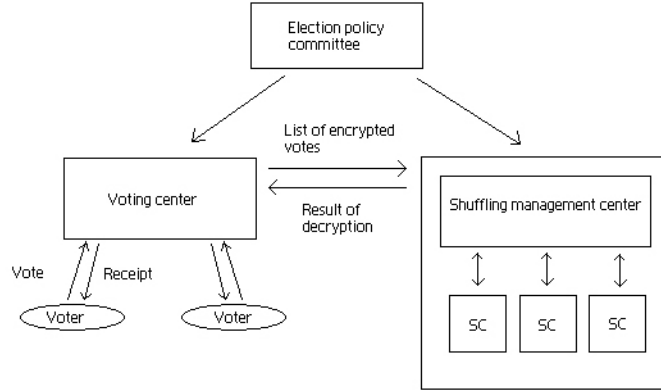 Election policy
committee
List of encrypted
votes
Voting center
Result of
decryption
Shuffling management center
Vote
Receipt
Voter
Voter
SC
SC
SC